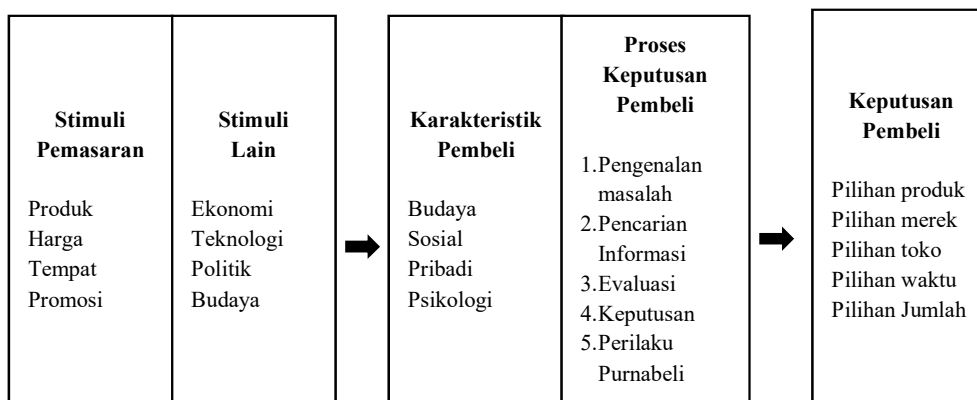 Stimuli
Pemasaran
Produk
Harga
Tempat
Promosi
Stimuli
Lain
Ekonomi
Teknologi
Politik
Budaya
Karakteristik
Pembeli
Budaya
Sosial
Pribadi
Psikologi
Proses
Keputusan
Pembeli
1.Pengenalan
masalah
2.Pencarian
Informasi
3.Evaluasi
4.Keputusan
5.Perilaku
Purnabeli
Keputusan
Pembeli
Pilihan produk
Pilihan merek
Pilihan toko
Pilihan waktu
Pilihan Jumlah